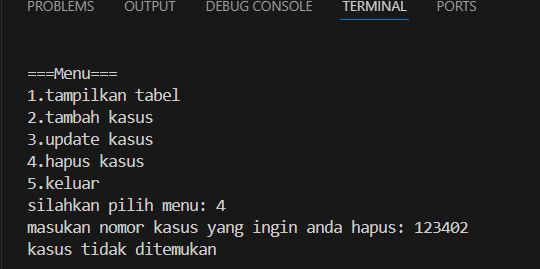 PROBLEMS OUTPUT DEBUG CONSOLE TERMINAL PORTS
===Menu===
1.tampilkan tabel
2.tambah kasus
3.update kasus
4.hapus kasus
5.keluar
silahkan pilih menu: 4
masukan nomor kasus yang ingin anda hapus: 123402
kasus tidak ditemukan